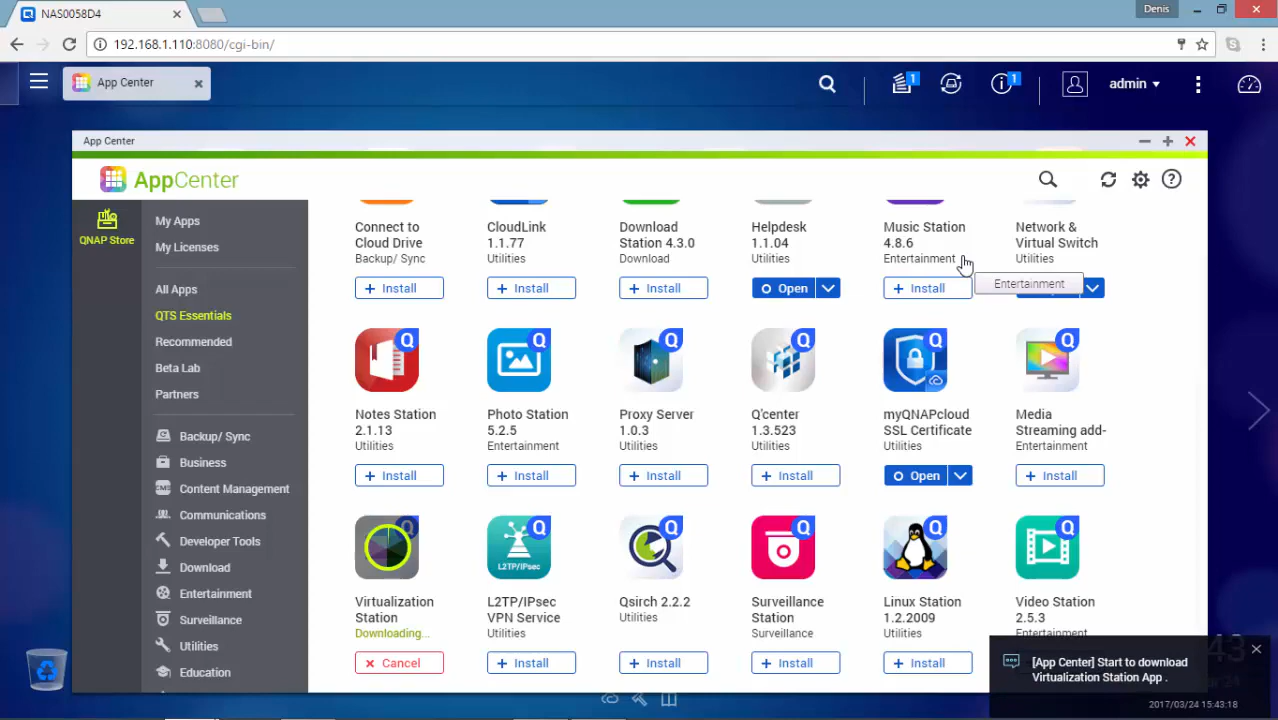 NAS0058D4
Denis
192.168.1.110:8080/cgi-bin/
App Center
1
1
admin
App Center
AppCenter
QNAP Store
My Apps
My Licenses
All Apps
QTS Essentials
Recommended
Beta Lab
Partners
Backup/ Sync
Business
Content Management
Communications
Developer Tools
Download
Entertainment
Surveillance
Utilities
Education
Connect to
Cloud Drive
Backup/ Sync
+ Install
CloudLink
1.1.77
Utilities
+ Install
Download
Station 4.3.0
Download
+ Install
Helpdesk
1.1.04
Utilities
Open
Music Station
4.8.6
Entertainment
+ Install
Network &
Virtual Switch
Utilities
Entertainment
Notes Station
2.1.13
Utilities
+ Install
Photo Station
5.2.5
Entertainment
+ Install
Proxy Server
1.0.3
Utilities
+ Install
Q'center
1.3.523
Utilities
+ Install
myQNAPcloud
SSL Certificate
Utilities
Open
Media
Streaming add-
Entertainment
+ Install
Virtualization
Station
Downloading...
× Cancel
L2TP/IPsec
L2TP/IPsec
VPN Service
Utilities
+ Install
Qsirch 2.2.2
Utilities
+ Install
Surveillance
Station
Surveillance
+ Install
Linux Station
1.2.2009
Utilities
+ Install
Video Station
2.5.3
Entertainment
[App Center] Start to download
Virtualization Station App .
2017/03/24 15:43:18